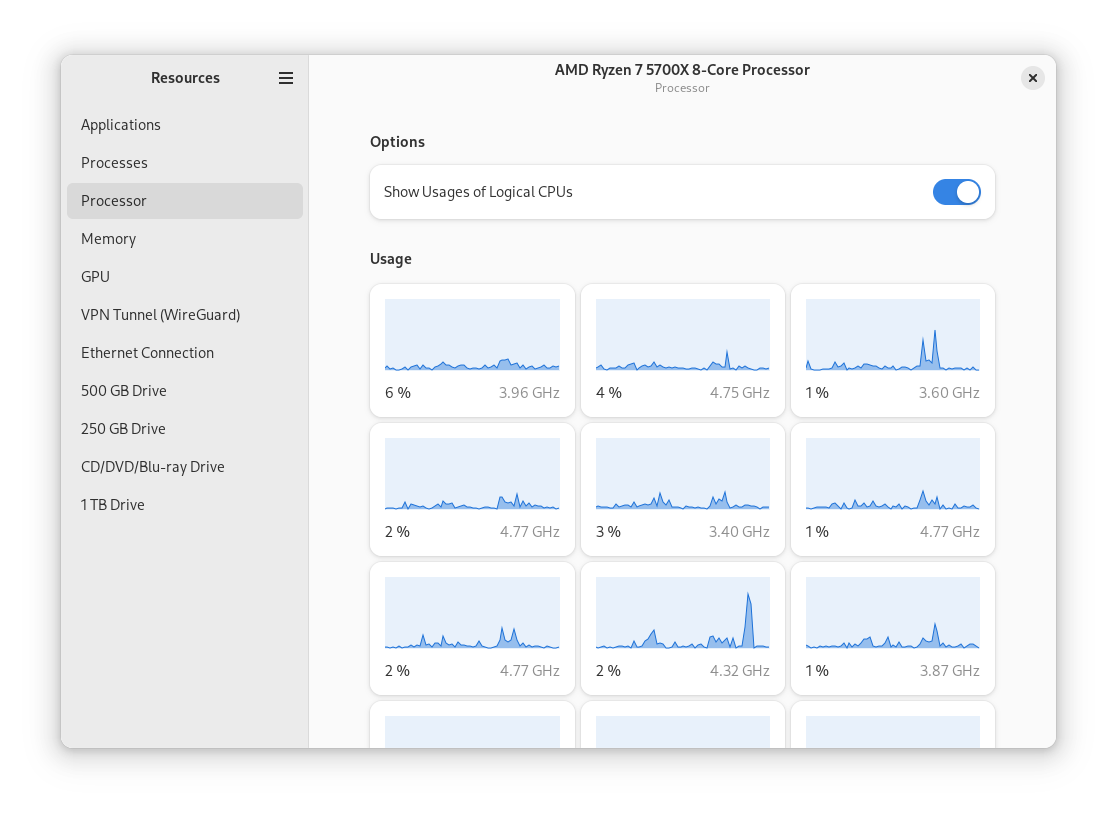 Resources
Applications
Processes
Processor
Memory
GPU
VPN Tunnel (WireGuard)
Ethernet Connection
500 GB Drive
250 GB Drive
CD/DVD/Blu-ray Drive
1 TB Drive
AMD Ryzen 7 5700X 8-Core Processor
Processor
Options
Show Usages of Logical CPUs
Usage
6 % 3.96 GHz
4 % 4.75 GHz
1 % 3.60 GHz
2 % 4.77 GHz
3 % 3.40 GHz
1 % 4.77 GHz
2 % 4.77 GHz
2 % 4.32 GHz
1 % 3.87 GHz